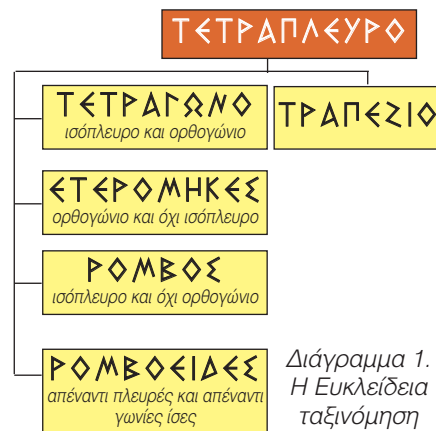 ΤΕΤΡΑΠΛΕΥΡΟ
ΤΕΤΡΑΓΩΝΟ
ισόπλευρο και ορθογώνιο
ΤΡΑΠΕΖΙΟ
ΕΤΕΡΟΜΗΚΕΣ
ορθογώνιο και όχι ισόπλευρο
ΡΟΜΒΟΣ
ισόπλευρο και όχι ορθογώνιο
ΡΟΜΒΟΕΙΔΕΣ
απέναντι πλευρές και απέναντι
γωνίες ίσες
Διάγραμμα 1.
Η Ευκλείδεια
ταξινόμηση